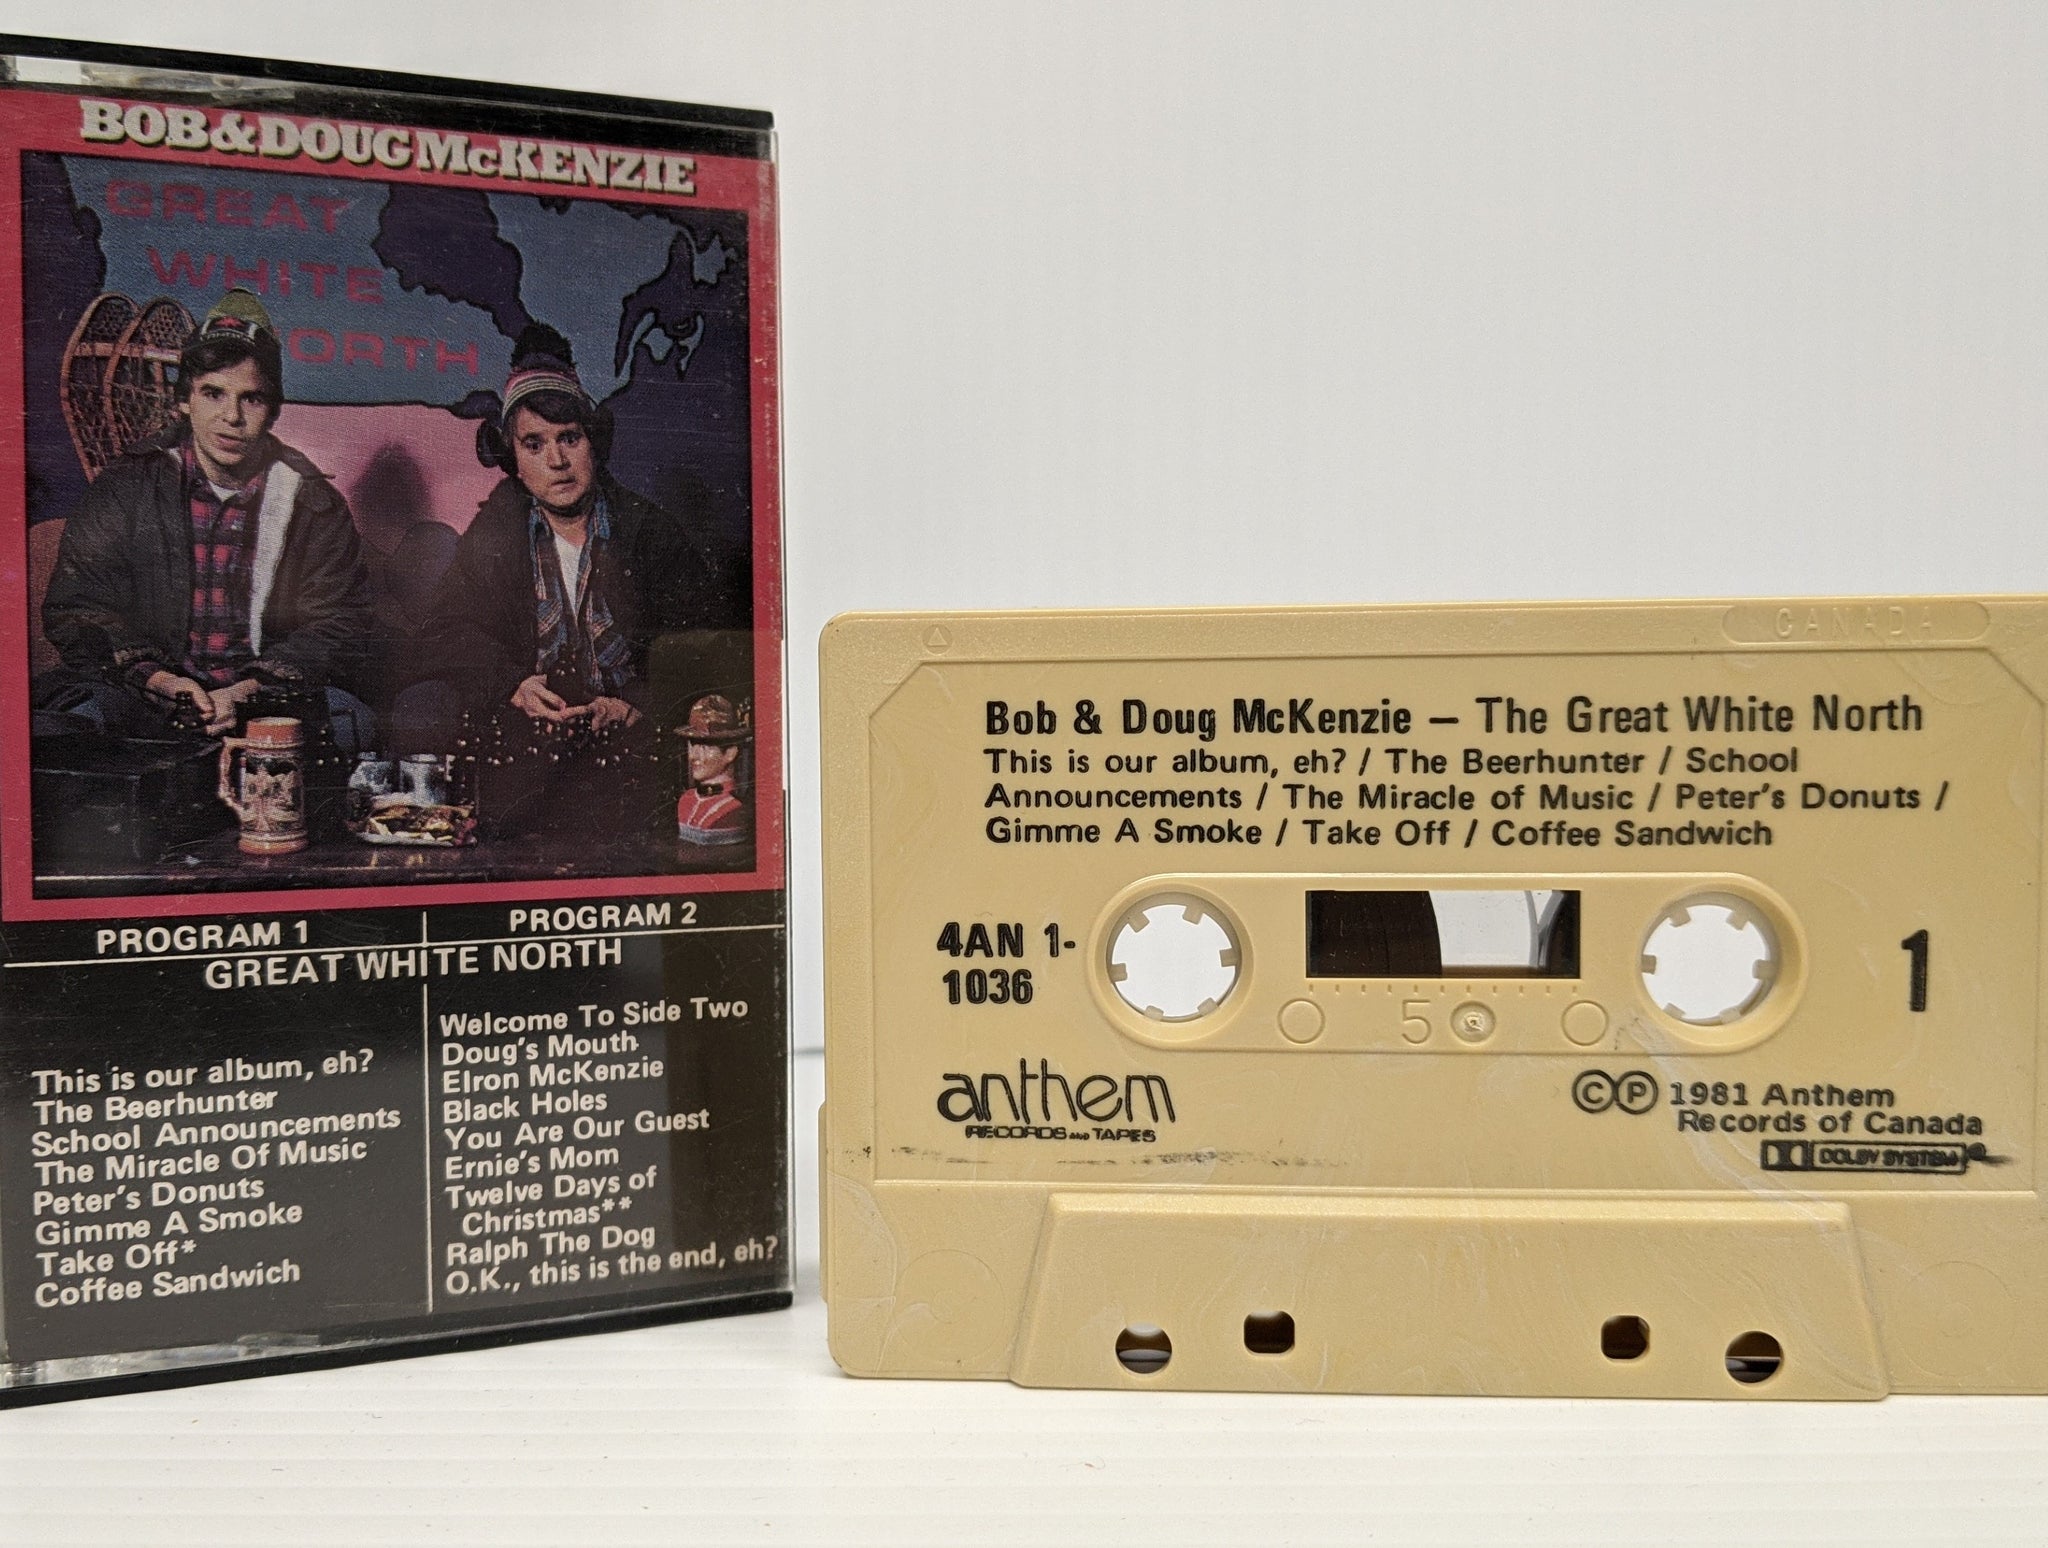 BOB & DOUG McKENZIE
GREAT
WHITE
NORTH
PROGRAM 1
PROGRAM 2
GREAT WHITE NORTH
This is our album, eh?
The Beerhunter
School Announcements
The Miracle Of Music
Peter's Donuts
Gimme A Smoke
Take Off*
Coffee Sandwich
Welcome To Side Two
Doug's Mouth
Elron McKenzie
Black Holes
You Are Our Guest
Ernie's Mom
Twelve Days of
Christmas**
Ralph The Dog
O.K., this is the end, eh?
CANADA
Bob & Doug McKenzie – The Great White North
This is our album, eh? / The Beerhunter / School
Announcements / The Miracle of Music / Peter's Donuts /
Gimme A Smoke / Take Off / Coffee Sandwich
4AN 1-
1036
1
5
anthem
RECORDS AND TAPES
©℗ 1981 Anthem
Records of Canada
DOLBY SYSTEM®